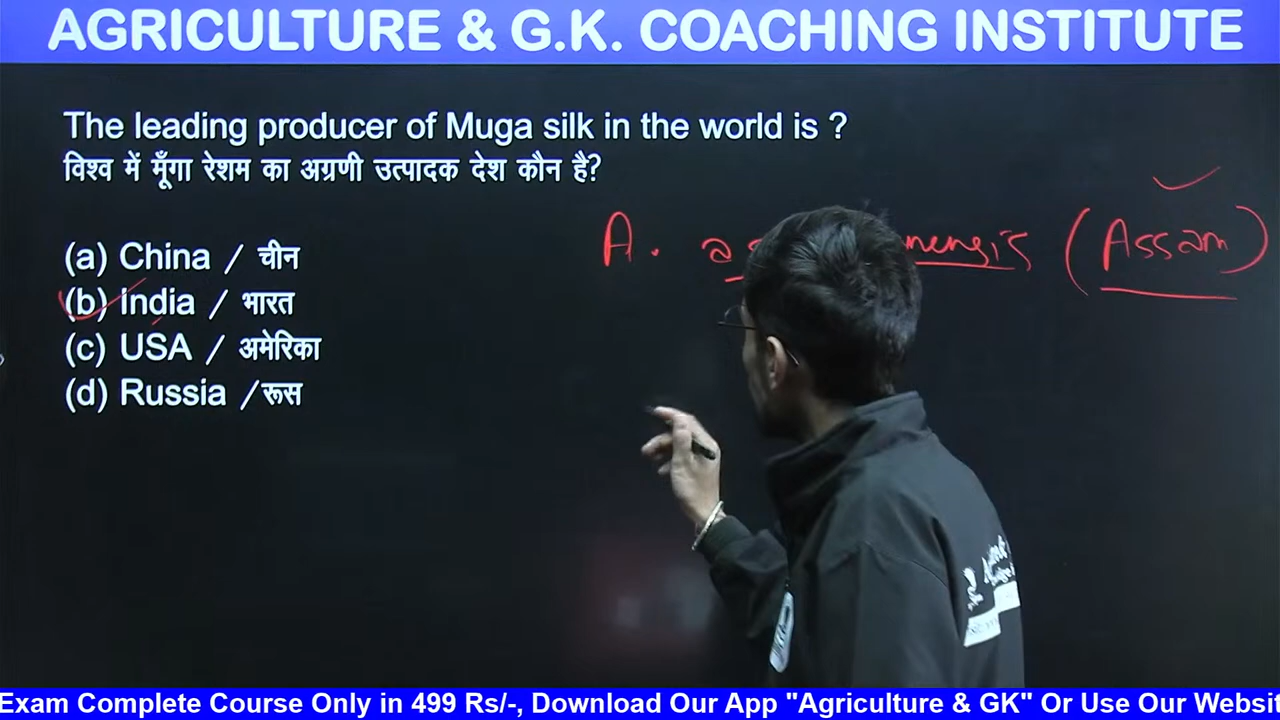 AGRICULTURE & G.K. COACHING INSTITUTE
The leading producer of Muga silk in the world is ?
विश्व में मूँगा रेशम का अग्रणी उत्पादक देश कौन है?
(a) China / चीन
(b) India / भारत
(c) USA / अमेरिका
(d) Russia /रूस
A. (Assam)
Exam Complete Course Only in 499 Rs/-, Download Our App "Agriculture & GK" Or Use Our